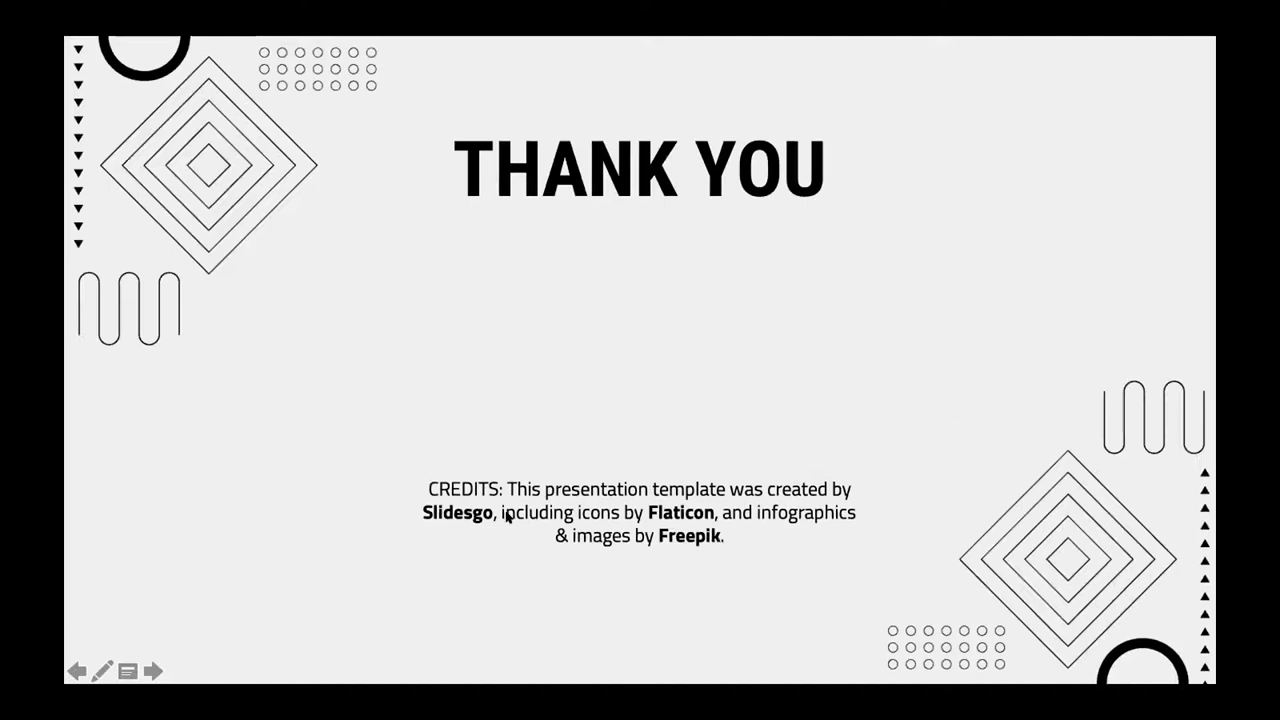 THANK YOU
CREDITS: This presentation template was created by
Slidesgo, including icons by Flaticon, and infographics
& images by Freepik.